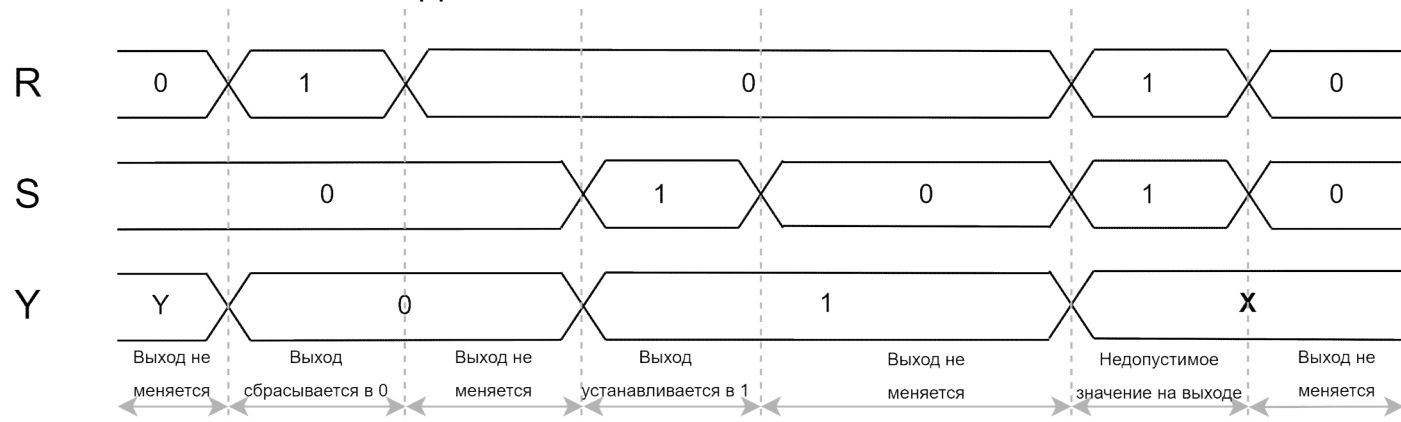 R 0 1 0 1 0
S 0 1 0 1 0
Y Y 0 1 X
Выход не меняется
Выход сбрасывается в 0
Выход не меняется
Выход устанавливается в 1
Выход не меняется
Недопустимое значение на выходе
Выход не меняется